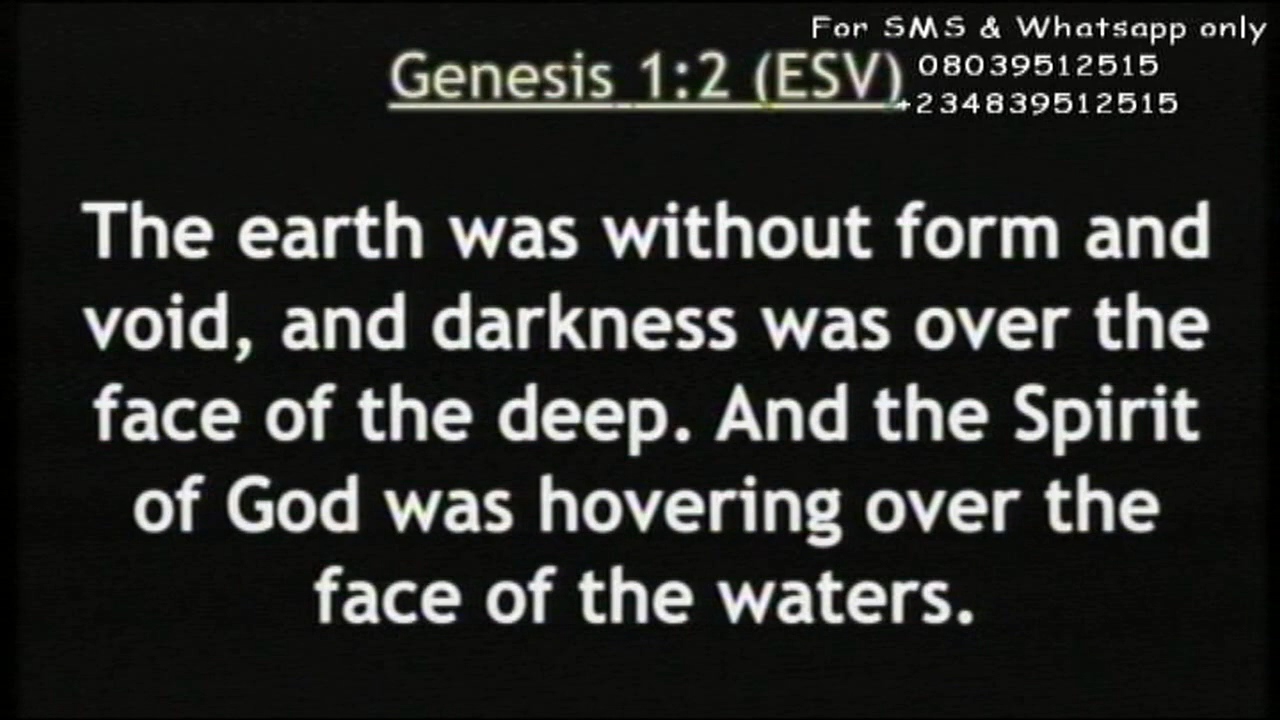 For SMS & Whatsapp only
08039512515
+234839512515
Genesis 1:2 (ESV)
The earth was without form and
void, and darkness was over the
face of the deep. And the Spirit
of God was hovering over the
face of the waters.